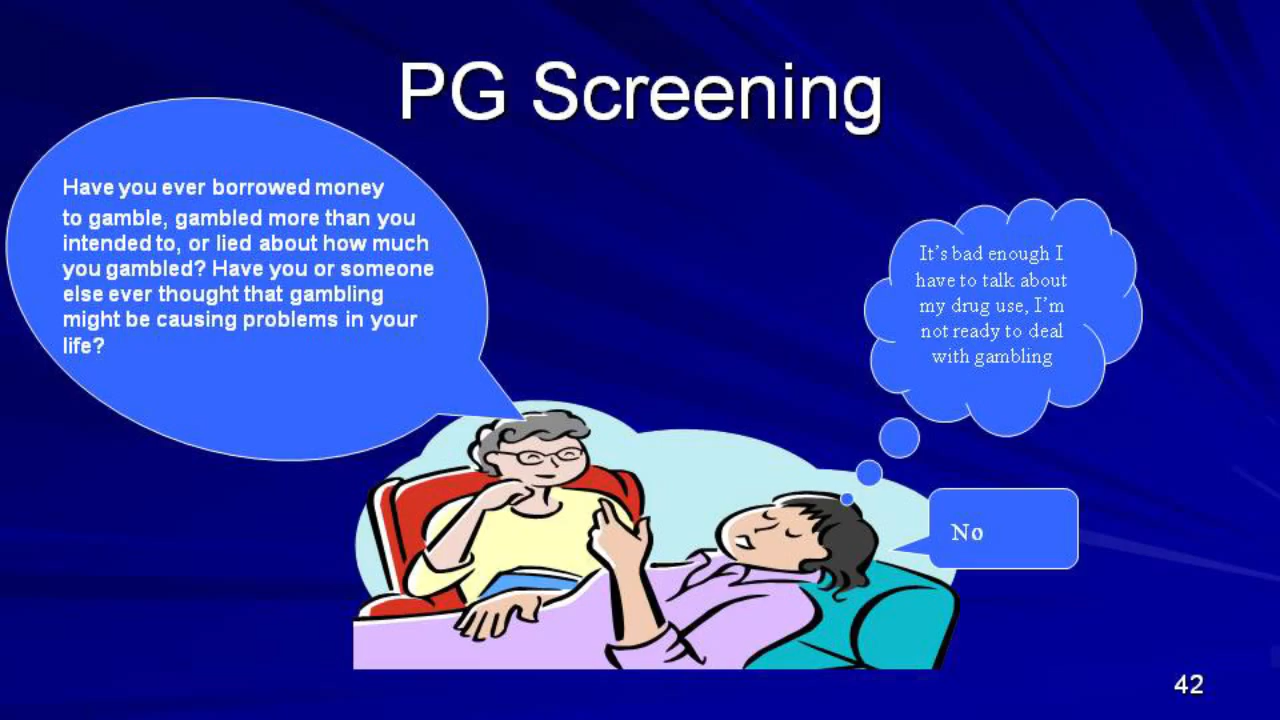 PG Screening
Have you ever borrowed money
to gamble, gambled more than you
intended to, or lied about how much
you gambled? Have you or someone
else ever thought that gambling
might be causing problems in your
life?
It's bad enough I
have to talk about
my drug use, I'm
not ready to deal
with gambling
No
42